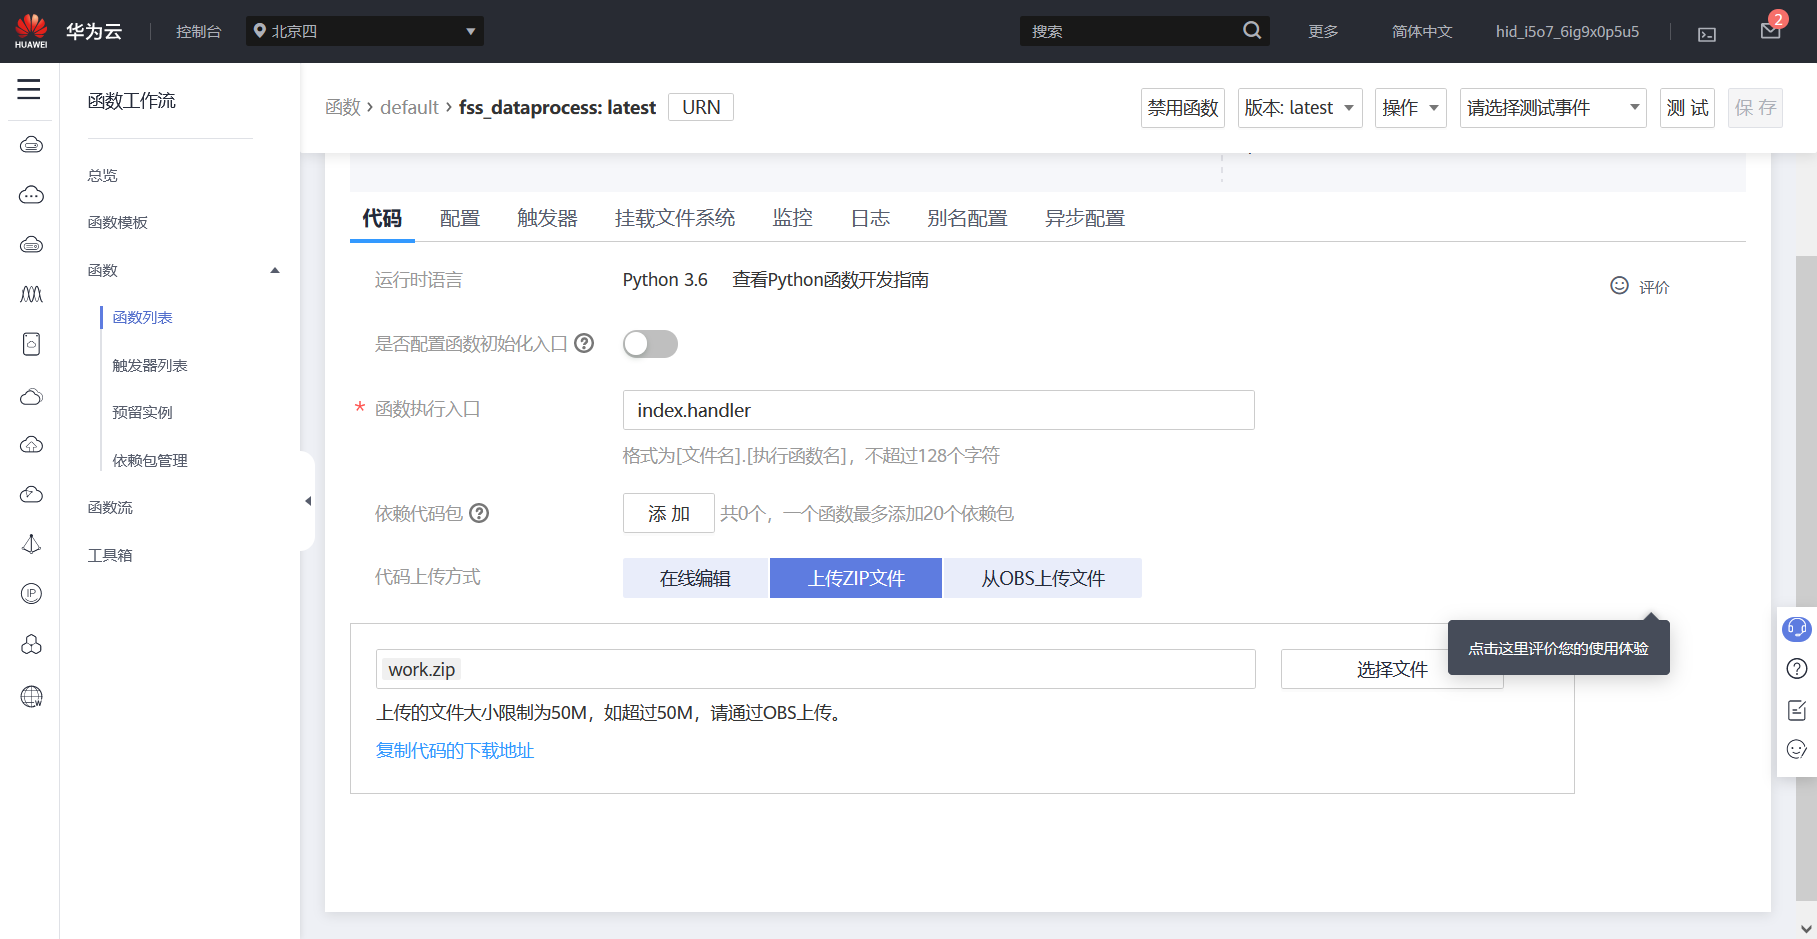 HUAWEI 华为云 控制台 北京四 搜索 更多 简体中文 hid_i5o7_6ig9x0p5u5 2
函数工作流
总览
函数模板
函数
函数列表
触发器列表
预留实例
依赖包管理
函数流
工具箱
IP
W
函数 › default › fss_dataprocess: latest URN 禁用函数 版本: latest 操作 请选择测试事件 测 试 保 存
代码 配置 触发器 挂载文件系统 监控 日志 别名配置 异步配置
运行时语言 Python 3.6 查看Python函数开发指南 评价
是否配置函数初始化入口
* 函数执行入口 index.handler
格式为[文件名].[执行函数名]，不超过128个字符
依赖代码包 添 加 共0个，一个函数最多添加20个依赖包
代码上传方式 在线编辑 上传ZIP文件 从OBS上传文件
点击这里评价您的使用体验
work.zip 选择文件
上传的文件大小限制为50M，如超过50M，请通过OBS上传。
复制代码的下载地址